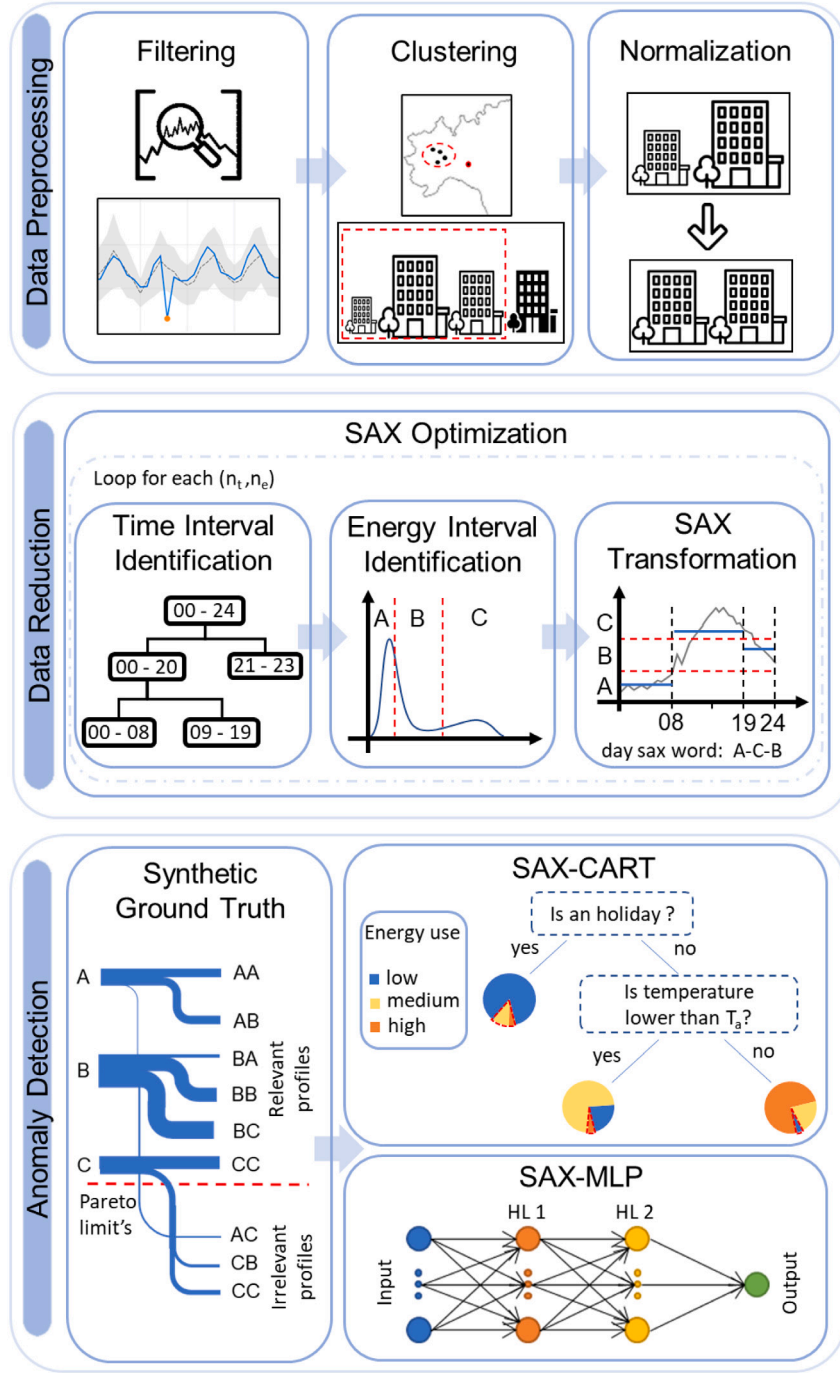 Data Preprocessing
Filtering
Clustering
Normalization
Data Reduction
SAX Optimization
Loop for each (nₜ,nₑ)
Time Interval
Identification
00 - 24
00 - 20
21 - 23
00 - 08
09 - 19
Energy Interval
Identification
A
B
C
SAX
Transformation
C
B
A
08
19 24
day sax word: A-C-B
Anomaly Detection
Synthetic
Ground Truth
A
B
C
AA
AB
BA
BB
BC
CC
Relevant
profiles
Pareto
limit's
AC
CB
CC
Irrelevant
profiles
SAX-CART
Energy use
low
medium
high
Is an holiday ?
yes
no
Is temperature
lower than Tₐ?
yes
no
SAX-MLP
HL 1
HL 2
Input
Output